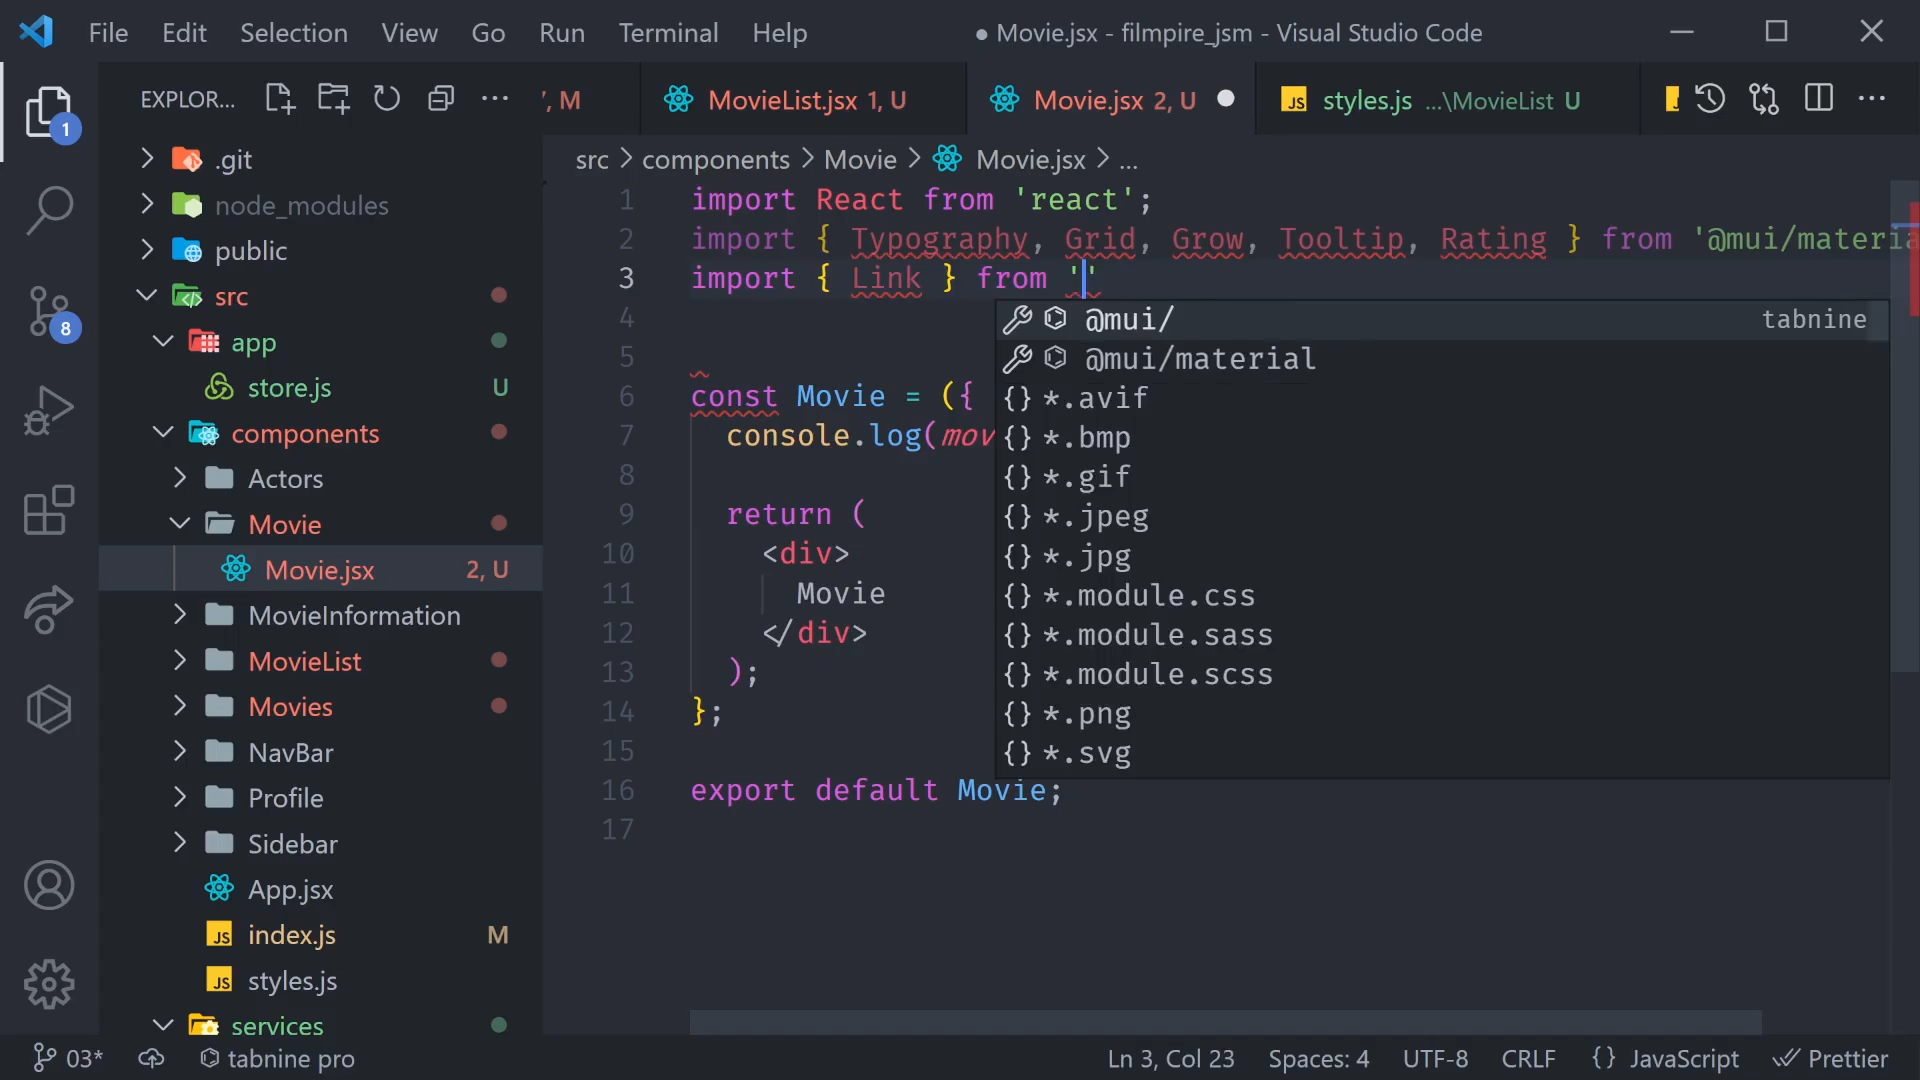 File Edit Selection View Go Run Terminal Help ● Movie.jsx - filmpire_jsm - Visual Studio Code
EXPLOR... , M MovieList.jsx 1, U Movie.jsx 2, U styles.js ...\MovieList U
src > components > Movie > Movie.jsx > ...
1
8
.git
node_modules
public
src
app
store.js U
components
Actors
Movie
Movie.jsx 2, U
MovieInformation
MovieList
Movies
NavBar
Profile
Sidebar
App.jsx
index.js M
styles.js
services
1 import React from 'react';
2 import { Typography, Grid, Grow, Tooltip, Rating } from '@mui/materia
3 import { Link } from ''
4
5
6 const Movie = ({
7 console.log(mov
8
9 return (
10 <div>
11 Movie
12 </div>
13 );
14 };
15
16 export default Movie;
17
@mui/ tabnine
@mui/material
{} *.avif
{} *.bmp
{} *.gif
{} *.jpeg
{} *.jpg
{} *.module.css
{} *.module.sass
{} *.module.scss
{} *.png
{} *.svg
03* tabnine pro Ln 3, Col 23 Spaces: 4 UTF-8 CRLF {} JavaScript Prettier